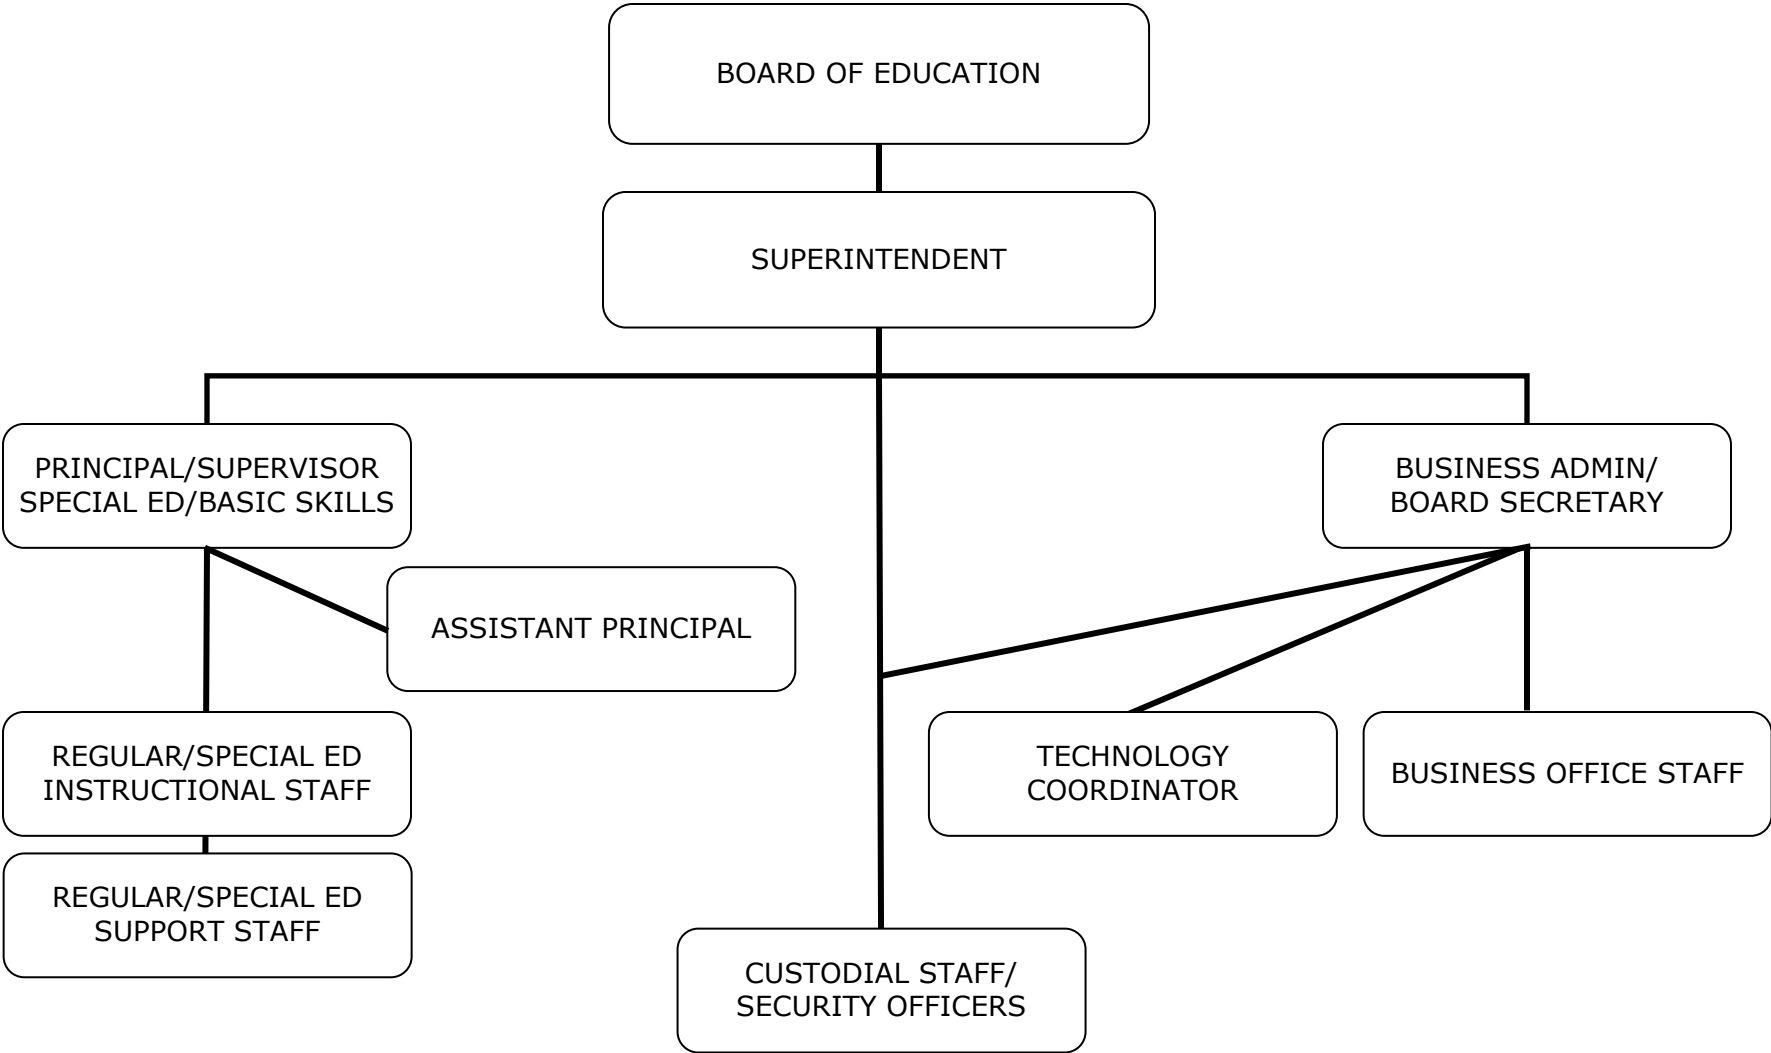 BOARD OF EDUCATION
SUPERINTENDENT
PRINCIPAL/SUPERVISOR
SPECIAL ED/BASIC SKILLS
BUSINESS ADMIN/
BOARD SECRETARY
ASSISTANT PRINCIPAL
REGULAR/SPECIAL ED
INSTRUCTIONAL STAFF
TECHNOLOGY
COORDINATOR
BUSINESS OFFICE STAFF
REGULAR/SPECIAL ED
SUPPORT STAFF
CUSTODIAL STAFF/
SECURITY OFFICERS